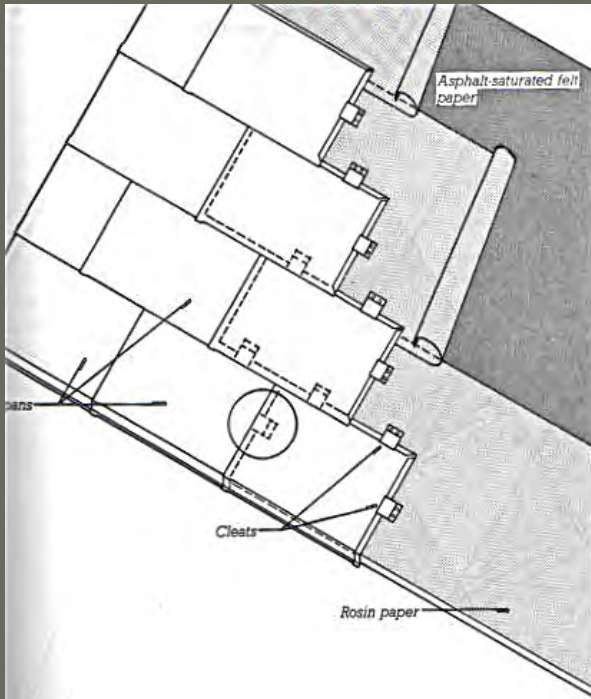 Asphalt-saturated felt
paper
pans
Cleats
Rosin paper